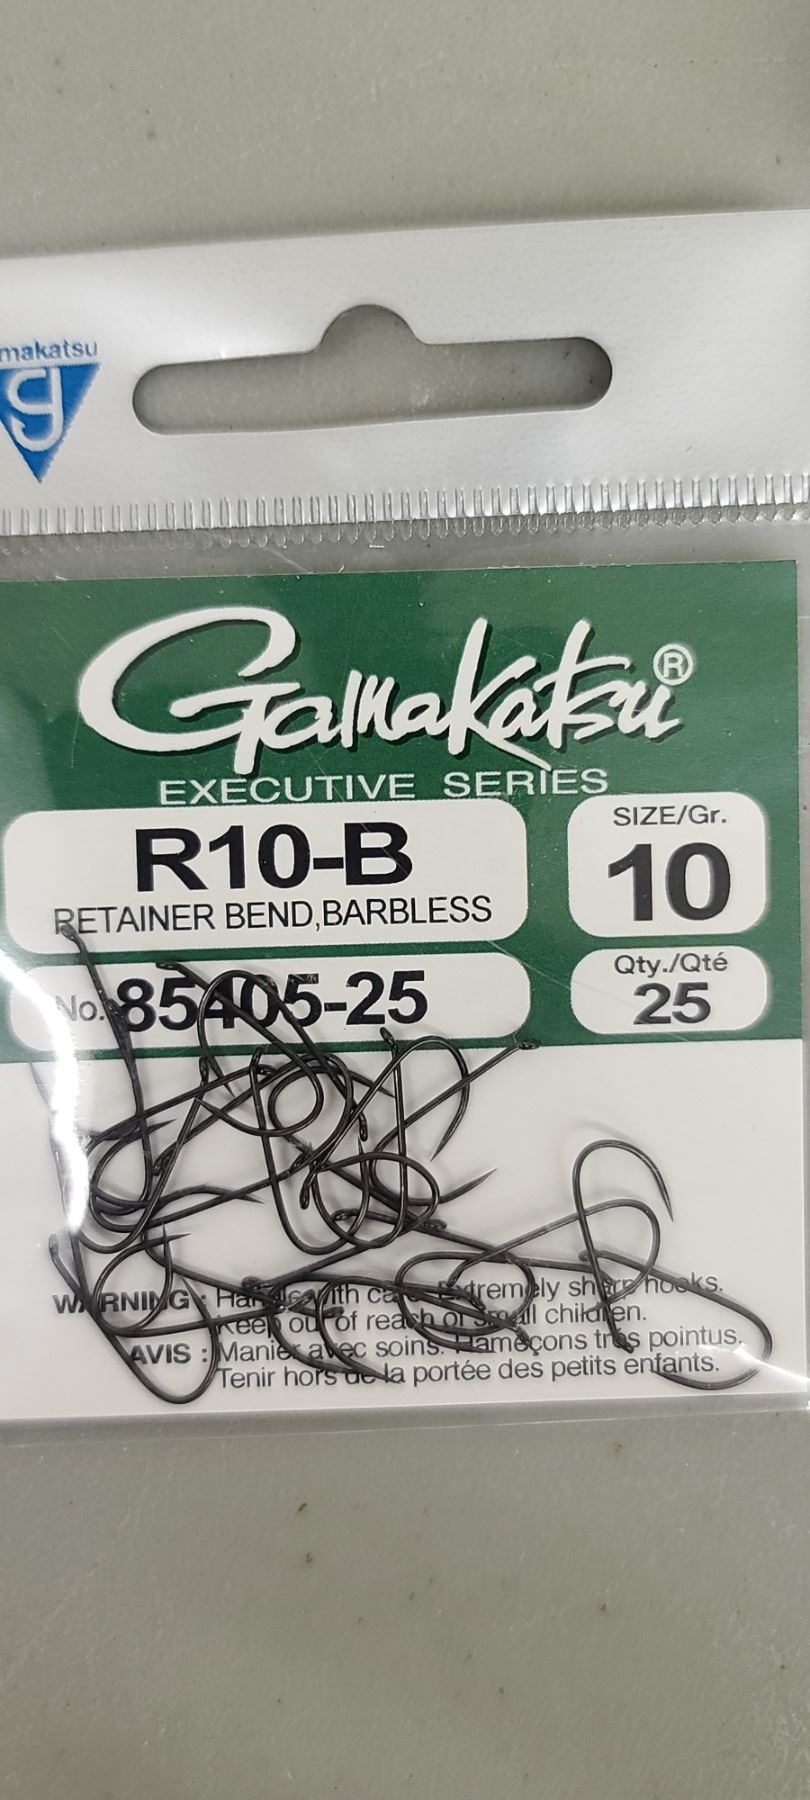 makatsu
g
Gamakatsu®
EXECUTIVE SERIES
R10-B
RETAINER BEND,BARBLESS
SIZE/Gr.
10
No. 85405-25
Qty./Qté
25
WARNING : Handle with care. Extremely sharp hooks.
Keep out of reach of small children.
AVIS : Manier avec soins. Hameçons très pointus.
Tenir hors de la portée des petits enfants.